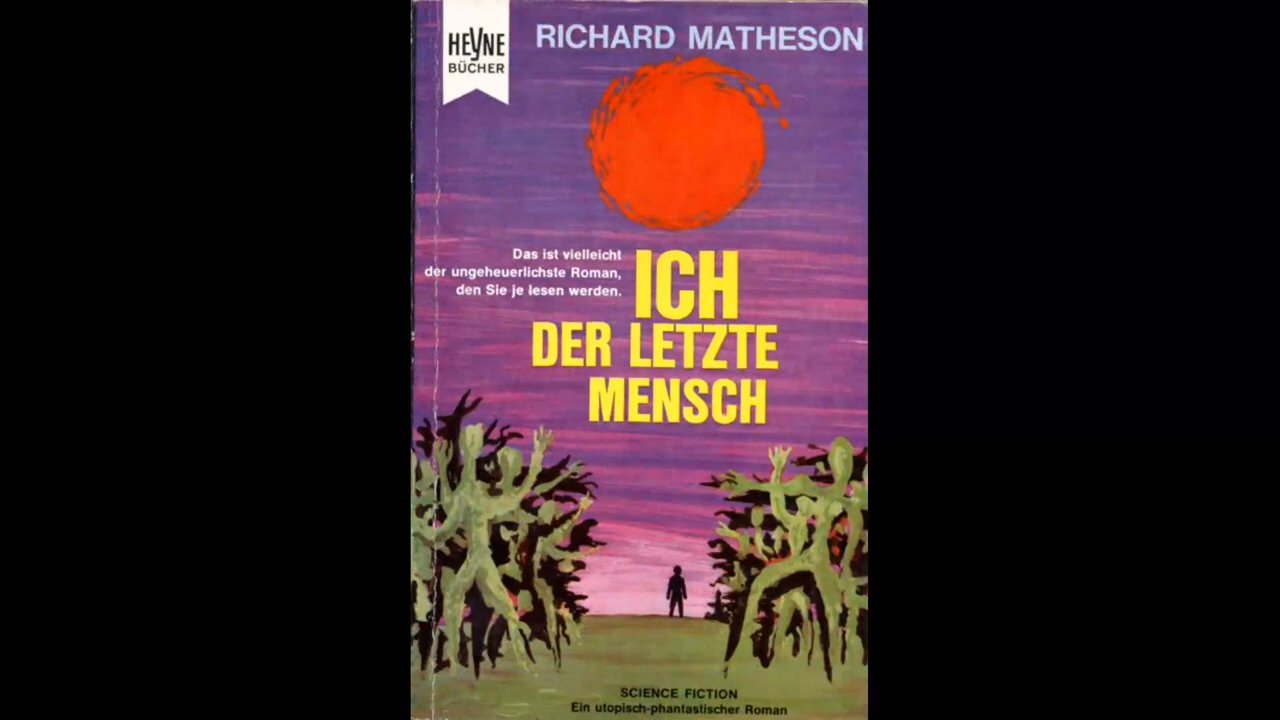 HEYNE
BÜCHER
RICHARD MATHESON
Das ist vielleicht
der ungeheuerlichste Roman,
den Sie je lesen werden.
ICH
DER LETZTE
MENSCH
SCIENCE FICTION
Ein utopisch-phantastischer Roman